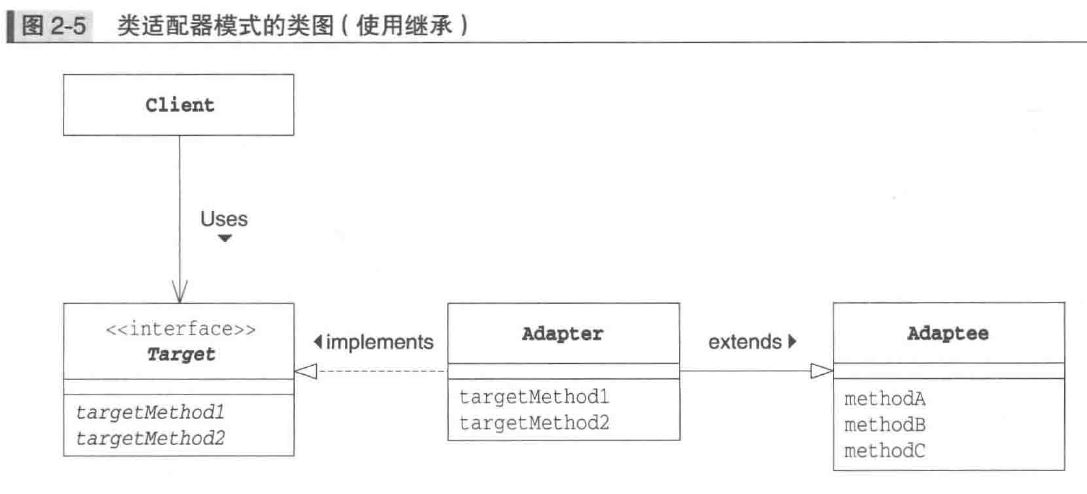 图 2-5 类适配器模式的类图（使用继承）
Client
Uses
<<interface>>
Target
targetMethod1
targetMethod2
implements
Adapter
targetMethod1
targetMethod2
extends
Adaptee
methodA
methodB
methodC